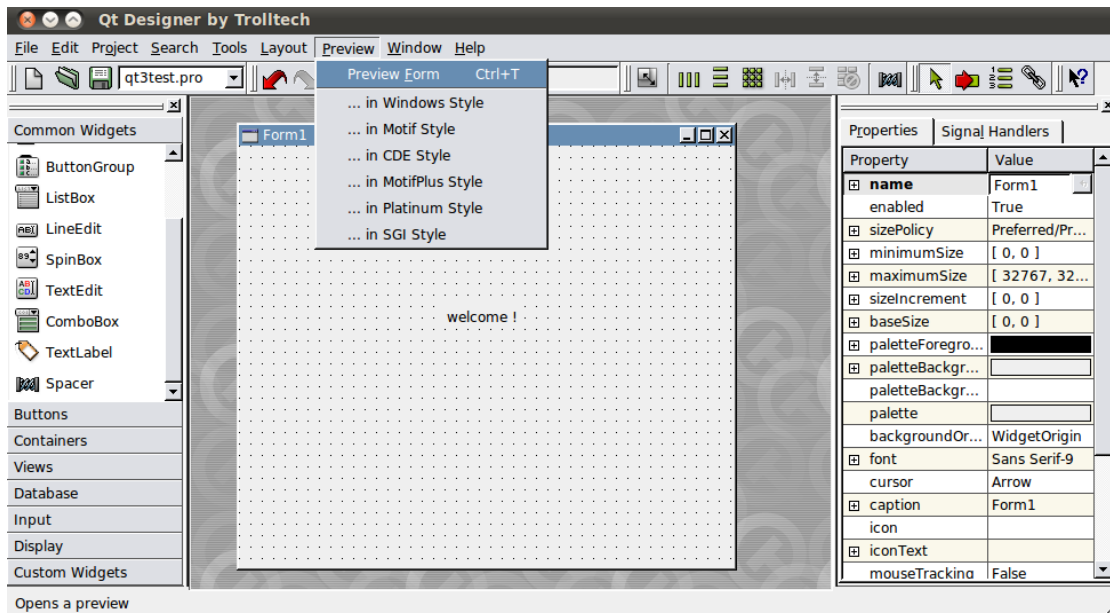 Qt Designer by Trolltech
File Edit Project Search Tools Layout Preview Window Help
qt3test.pro
Preview Form Ctrl+T
... in Windows Style
... in Motif Style
... in CDE Style
... in MotifPlus Style
... in Platinum Style
... in SGI Style
Common Widgets
ButtonGroup
ListBox
LineEdit
SpinBox
TextEdit
ComboBox
TextLabel
Spacer
Buttons
Containers
Views
Database
Input
Display
Custom Widgets
Form1
welcome !
Properties Signal Handlers
Property Value
name Form1
enabled True
sizePolicy Preferred/Pr...
minimumSize [ 0, 0 ]
maximumSize [ 32767, 32...
sizeIncrement [ 0, 0 ]
baseSize [ 0, 0 ]
paletteForegro...
paletteBackgr...
paletteBackgr...
palette
backgroundOr... WidgetOrigin
font Sans Serif-9
cursor Arrow
caption Form1
icon
iconText
mouseTracking False
Opens a preview